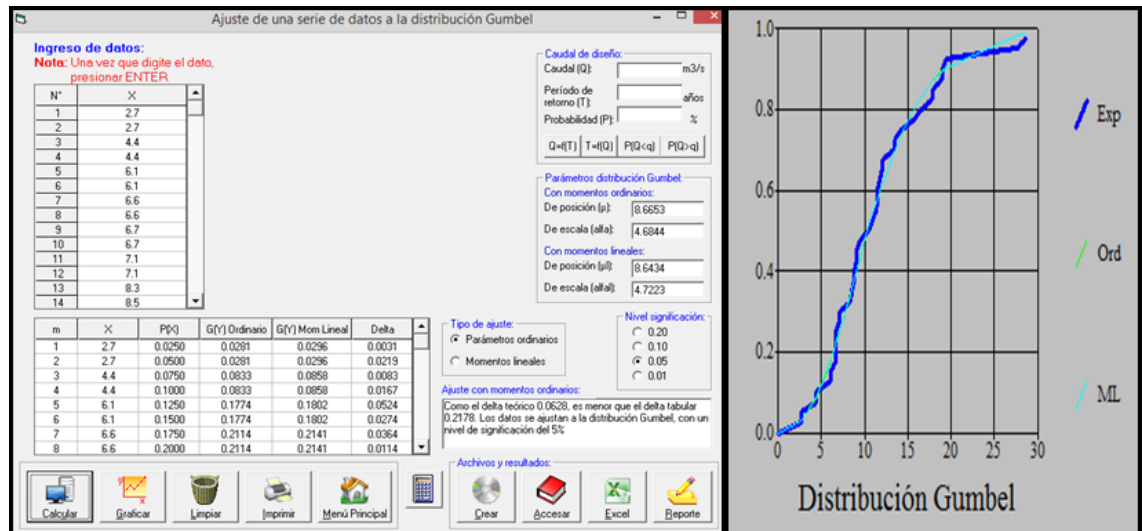 Ajuste de una serie de datos a la distribución Gumbel
Ingreso de datos:
Nota: Una vez que digite el dato,
presionar ENTER
N° X
1 2.7
2 2.7
3 4.4
4 4.4
5 6.1
6 6.1
7 6.6
8 6.6
9 6.7
10 6.7
11 7.1
12 7.1
13 8.3
14 8.5
Caudal de diseño:
Caudal (Q): m3/s
Período de
retorno (T): años
Probabilidad (P): %
Q=f(T) T=f(Q) P(Q<q) P(Q>q)
Parámetros distribución Gumbel:
Con momentos ordinarios:
De posición (µ): 8.6653
De escala (alfa): 4.6844
Con momentos lineales:
De posición (µl): 8.6434
De escala (alfal): 4.7223
m X P(X) G(Y) Ordinario G(Y) Mom Lineal Delta
1 2.7 0.0250 0.0281 0.0296 0.0031
2 2.7 0.0500 0.0281 0.0296 0.0219
3 4.4 0.0750 0.0833 0.0858 0.0083
4 4.4 0.1000 0.0833 0.0858 0.0167
5 6.1 0.1250 0.1774 0.1802 0.0524
6 6.1 0.1500 0.1774 0.1802 0.0274
7 6.6 0.1750 0.2114 0.2141 0.0364
8 6.6 0.2000 0.2114 0.2141 0.0114
Tipo de ajuste:
Parámetros ordinarios
Momentos lineales
Nivel significación:
0.20
0.10
0.05
0.01
Ajuste con momentos ordinarios:
Como el delta teórico 0.0628, es menor que el delta tabular
0.2178. Los datos se ajustan a la distribución Gumbel, con un
nivel de significación del 5%
Calcular Graficar Limpiar Imprimir Menú Principal
Archivos y resultados:
Crear Accesar Excel Reporte
1.0
0.8
0.6
0.4
0.2
0.0
0 5 10 15 20 25 30
Exp
Ord
ML
Distribución Gumbel